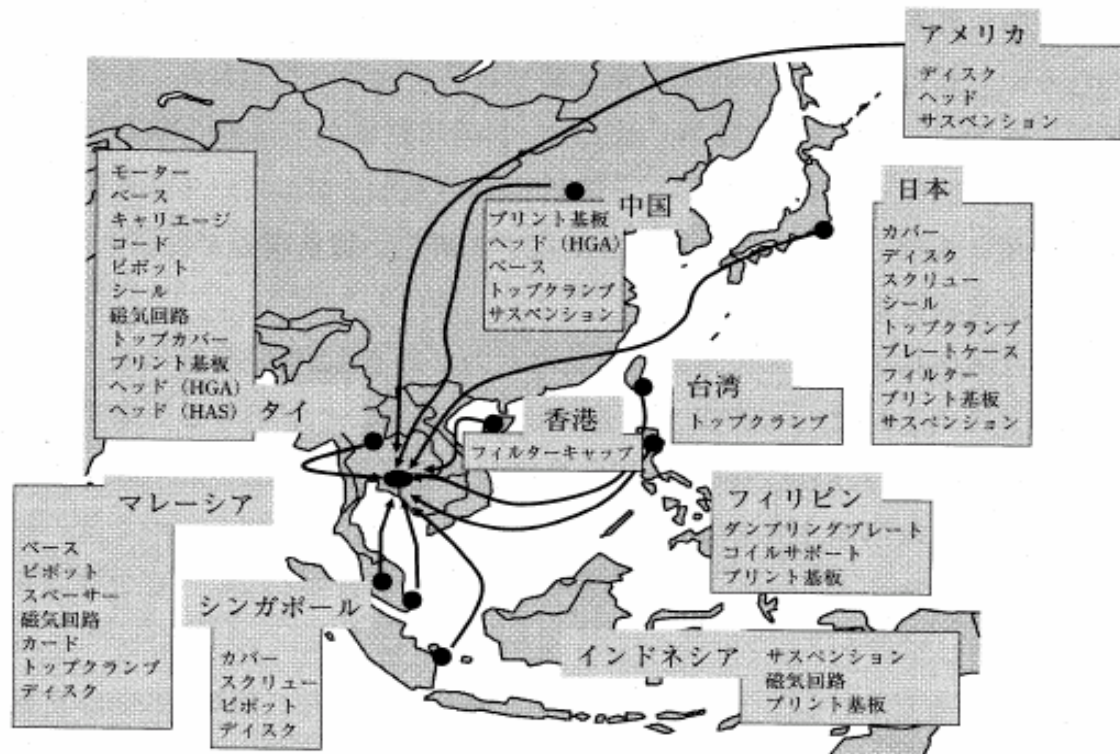 アメリカ
ディスク
ヘッド
サスペンション
モーター
ベース
キャリエージ
コード
ピボット
シール
磁気回路
トップカバー
プリント基板
ヘッド（HGA）
ヘッド（HAS）
タイ
中国
プリント基板
ヘッド（HGA）
ベース
トップクランプ
サスペンション
日本
カバー
ディスク
スクリュー
シール
トップクランプ
プレートケース
フィルター
プリント基板
サスペンション
台湾
トップクランプ
香港
フィルターキャップ
マレーシア
ベース
ピボット
スペーサー
磁気回路
カード
トップクランプ
ディスク
シンガポール
カバー
スクリュー
ピボット
ディスク
フィリピン
ダンプリングプレート
コイルサポート
プリント基板
インドネシア
サスペンション
磁気回路
プリント基板